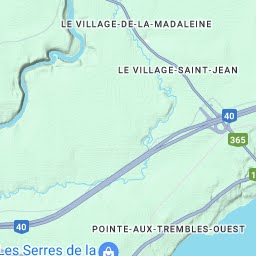 LE VILLAGE-DE-LA-MADALEINE
LE VILLAGE-SAINT-JEAN
40
365
1
40
POINTE-AUX-TREMBLES-OUEST
Les Serres de la